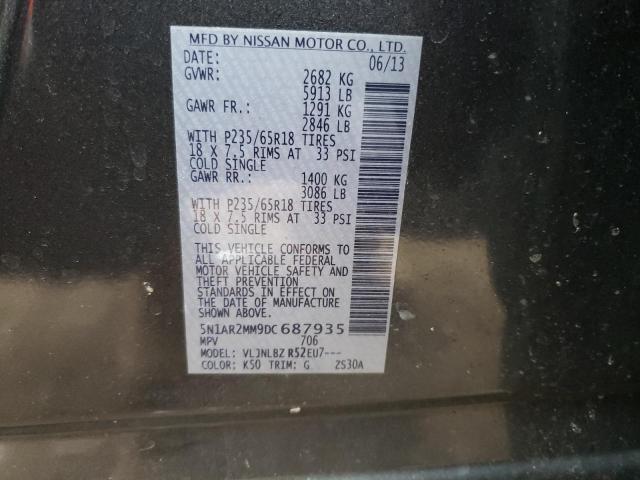 MFD BY NISSAN MOTOR CO., LTD.
DATE: 06/13
GVWR: 2682 KG
5913 LB
GAWR FR.: 1291 KG
2846 LB
WITH P235/65R18 TIRES
18 X 7.5 RIMS AT 33 PSI
COLD SINGLE
GAWR RR.: 1400 KG
3086 LB
WITH P235/65R18 TIRES
18 X 7.5 RIMS AT 33 PSI
COLD SINGLE
THIS VEHICLE CONFORMS TO
ALL APPLICABLE FEDERAL
MOTOR VEHICLE SAFETY AND
THEFT PREVENTION
STANDARDS IN EFFECT ON
THE DATE OF MANUFACTURE
SHOWN ABOVE.
5N1AR2MM9DC687935
MPV 706
MODEL: VLJNLBZ R52EU7---
COLOR: K50 TRIM: G 2S30A